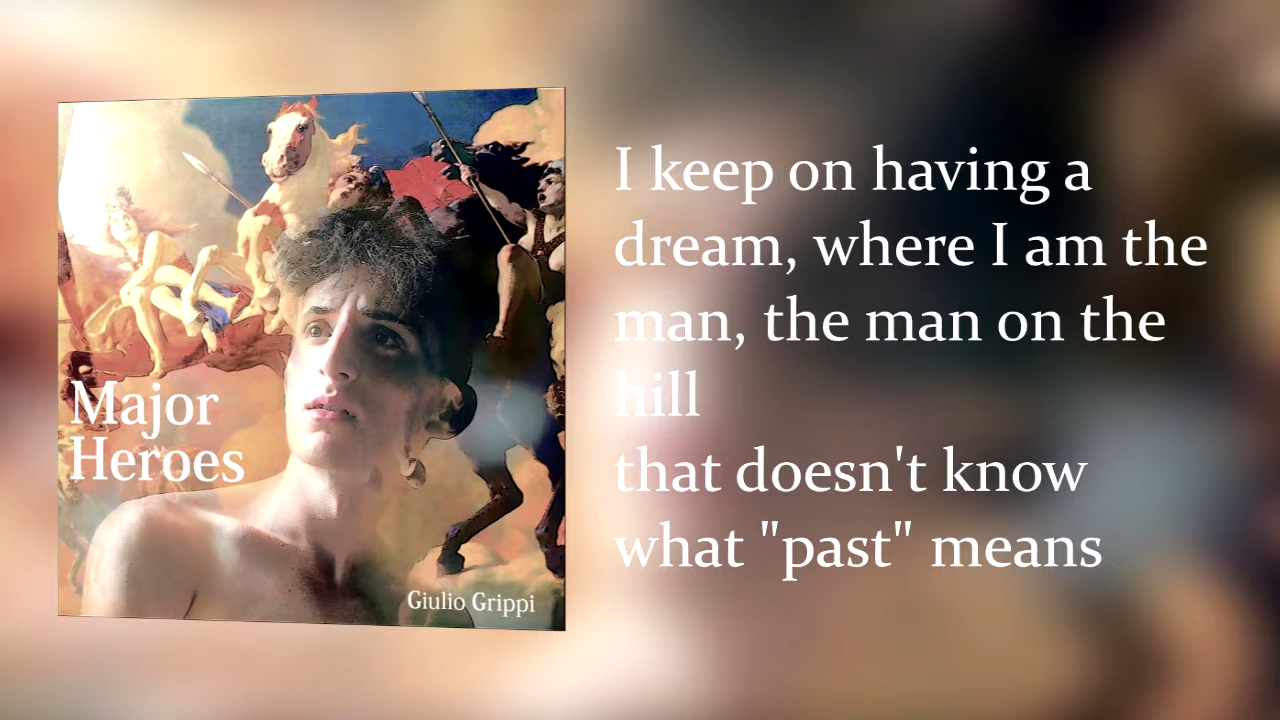 Major
Heroes
Giulio Grippi
I keep on having a
dream, where I am the
man, the man on the
hill
that doesn't know
what "past" means